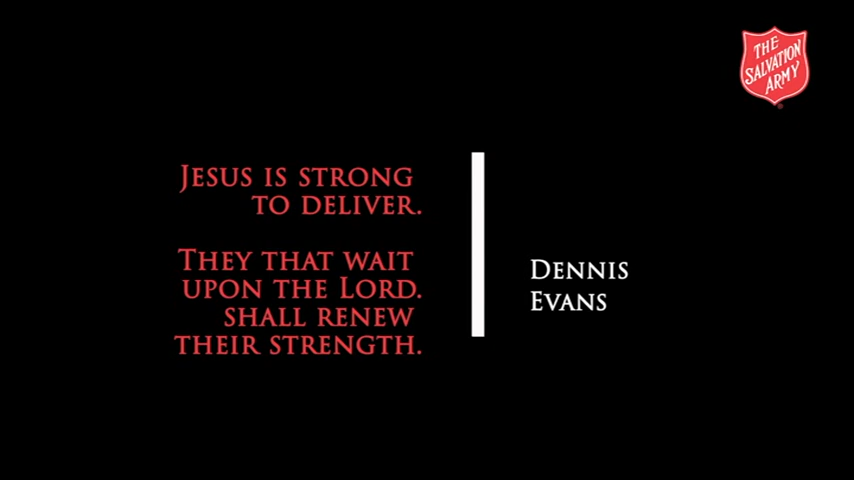 THE
SALVATION
ARMY
JESUS IS STRONG
TO DELIVER.
THEY THAT WAIT
UPON THE LORD.
SHALL RENEW
THEIR STRENGTH.
DENNIS
EVANS